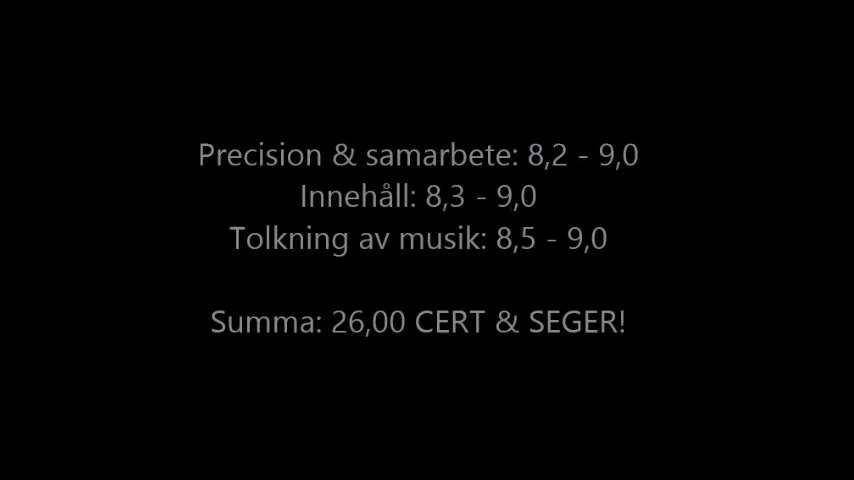 Precision & samarbete: 8,2 - 9,0
Innehåll: 8,3 - 9,0
Tolkning av musik: 8,5 - 9,0
Summa: 26,00 CERT & SEGER!